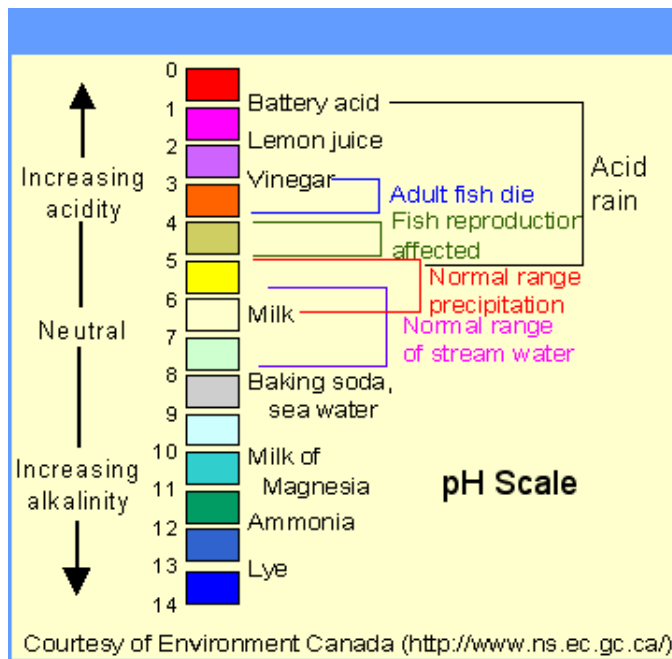 0
1
Battery acid
2
Lemon juice
Acid
rain
Increasing
acidity
3
Vinegar
Adult fish die
4
Fish reproduction
affected
5
Normal range
precipitation
6
Milk
Neutral
7
Normal range
of stream water
8
Baking soda,
sea water
9
10
Milk of
Magnesia
Increasing
alkalinity
pH Scale
11
Ammonia
12
13
Lye
14
Courtesy of Environment Canada (http://www.ns.ec.gc.ca/)